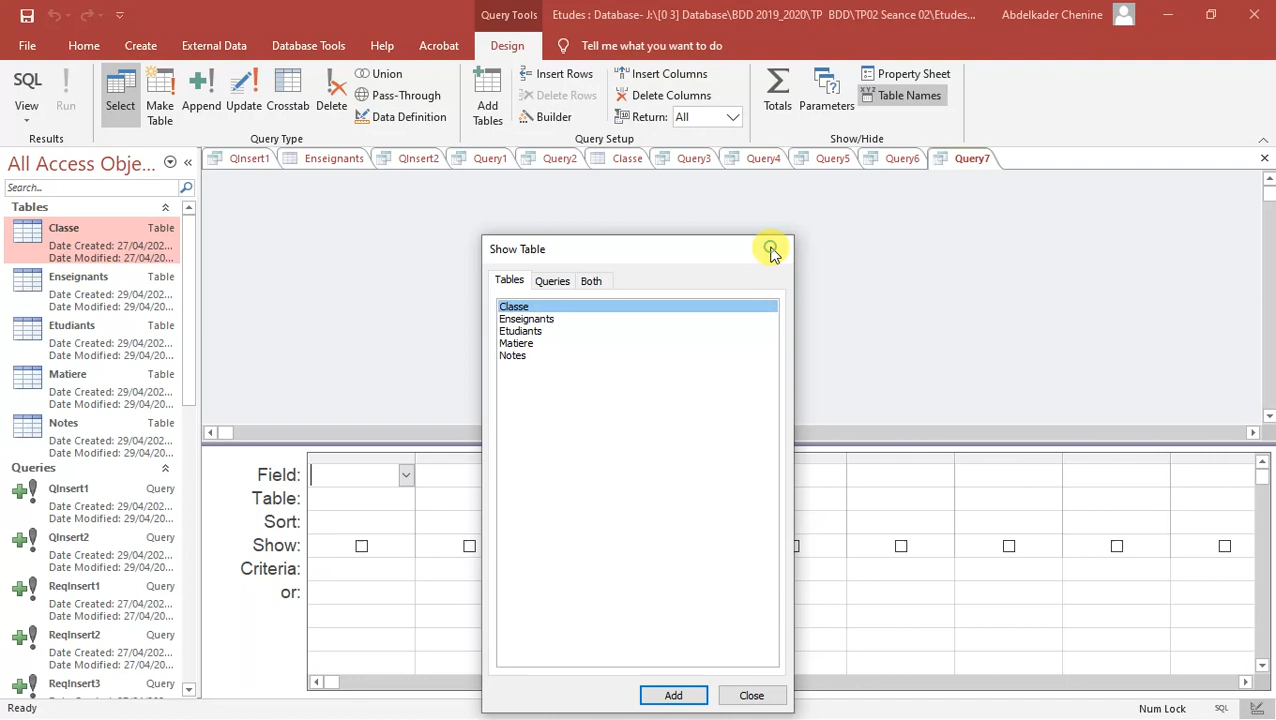 Query Tools
Etudes : Database- J:\[0 3] Database\BDD 2019_2020\TP BDD\TP02 Seance 02\Etudes...
Abdelkader Chenine
File Home Create External Data Database Tools Help Acrobat Design Tell me what you want to do
SQL View
Run
Results
Select
Make Table
Append
Update
Crosstab
Delete
Union
Pass-Through
Data Definition
Query Type
Add Tables
Insert Rows
Delete Rows
Builder
Insert Columns
Delete Columns
Return: All
Query Setup
Totals
Parameters
Property Sheet
Table Names
Show/Hide
All Access Obje... «
Search...
Tables
Classe Table
Date Created: 27/04/202...
Date Modified: 27/04/20...
Enseignants Table
Date Created: 29/04/202...
Date Modified: 29/04/20...
Etudiants Table
Date Created: 29/04/202...
Date Modified: 29/04/20...
Matiere Table
Date Created: 29/04/202...
Date Modified: 29/04/20...
Notes Table
Date Created: 29/04/202...
Date Modified: 29/04/20...
Queries
QInsert1 Query
Date Created: 29/04/202...
Date Modified: 29/04/20...
QInsert2 Query
Date Created: 29/04/202...
Date Modified: 29/04/20...
ReqInsert1 Query
Date Created: 27/04/202...
Date Modified: 27/04/20...
ReqInsert2 Query
Date Created: 27/04/202...
Date Modified: 27/04/20...
ReqInsert3 Query
QInsert1 Enseignants QInsert2 Query1 Query2 Classe Query3 Query4 Query5 Query6 Query7
Show Table
Tables Queries Both
Classe
Enseignants
Etudiants
Matiere
Notes
Add Close
Field:
Table:
Sort:
Show:
Criteria:
or:
Ready
Num Lock SQL